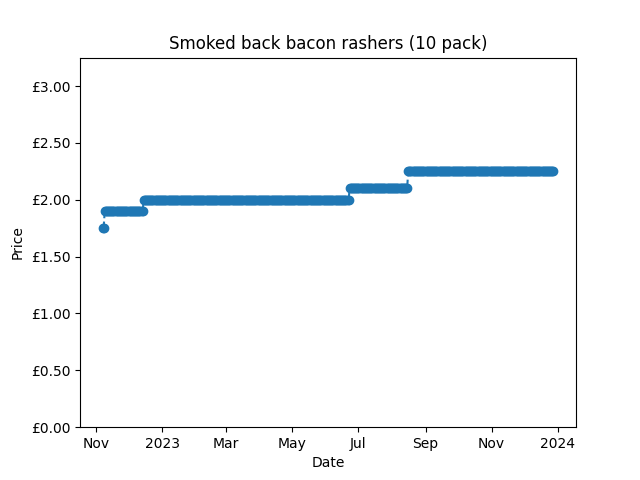 Smoked back bacon rashers (10 pack)
£3.00
£2.50
£2.00
£1.50
£1.00
£0.50
£0.00
Price
Nov 2023 Mar May Jul Sep Nov 2024
Date